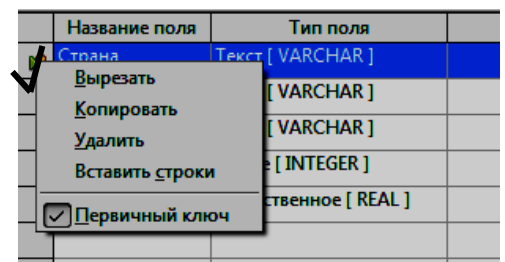 Название поля Тип поля
Страна Текст [ VARCHAR ]
Вырезать [ VARCHAR ]
Копировать
Удалить [ VARCHAR ]
Вставить строки е [ INTEGER ]
ственное [ REAL ]
Первичный ключ